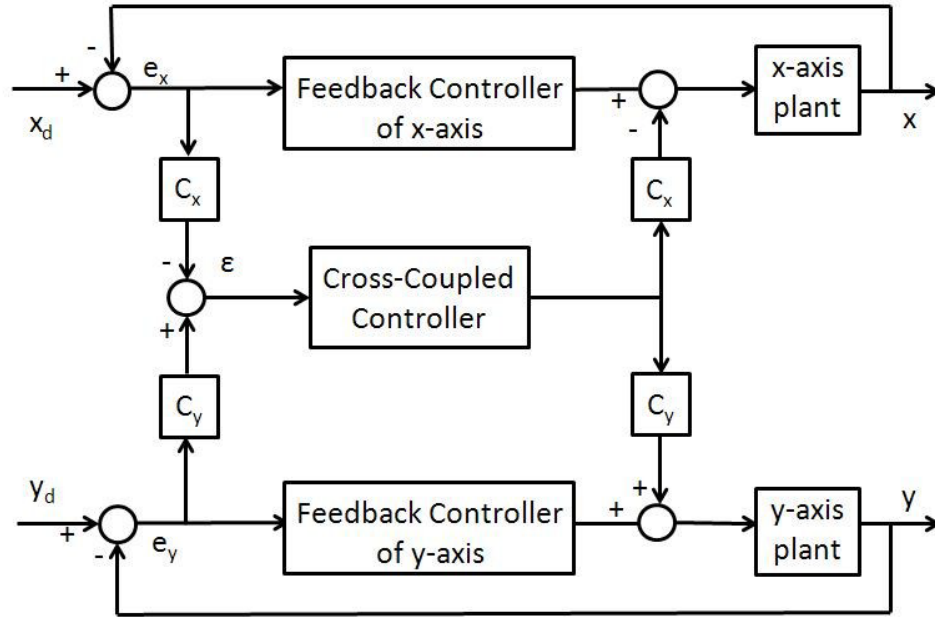 -
+
e_x
x_d
Feedback Controller
of x-axis
+
-
x-axis
plant
x
C_x
C_x
-
ε
+
Cross-Coupled
Controller
C_y
C_y
y_d
+
-
e_y
Feedback Controller
of y-axis
+
+
y-axis
plant
y